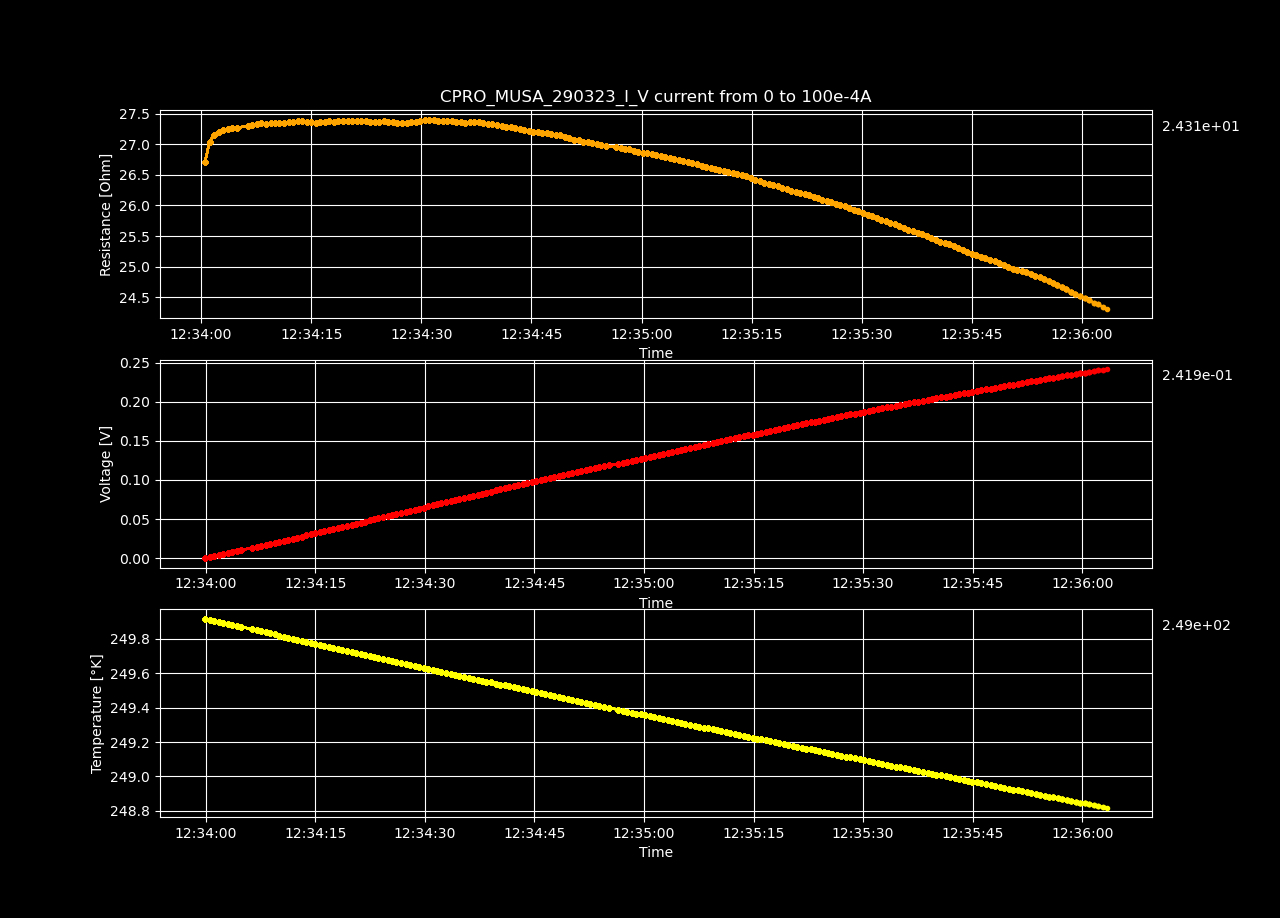 CPRO_MUSA_290323_I_V current from 0 to 100e-4A
27.5
27.0
26.5
26.0
25.5
25.0
24.5
Resistance [Ohm]
2.431e+01
12:34:00 12:34:15 12:34:30 12:34:45 12:35:00 12:35:15 12:35:30 12:35:45 12:36:00
Time
0.25
0.20
0.15
0.10
0.05
0.00
Voltage [V]
2.419e-01
12:34:00 12:34:15 12:34:30 12:34:45 12:35:00 12:35:15 12:35:30 12:35:45 12:36:00
Time
249.8
249.6
249.4
249.2
249.0
248.8
Temperature [°K]
2.49e+02
12:34:00 12:34:15 12:34:30 12:34:45 12:35:00 12:35:15 12:35:30 12:35:45 12:36:00
Time